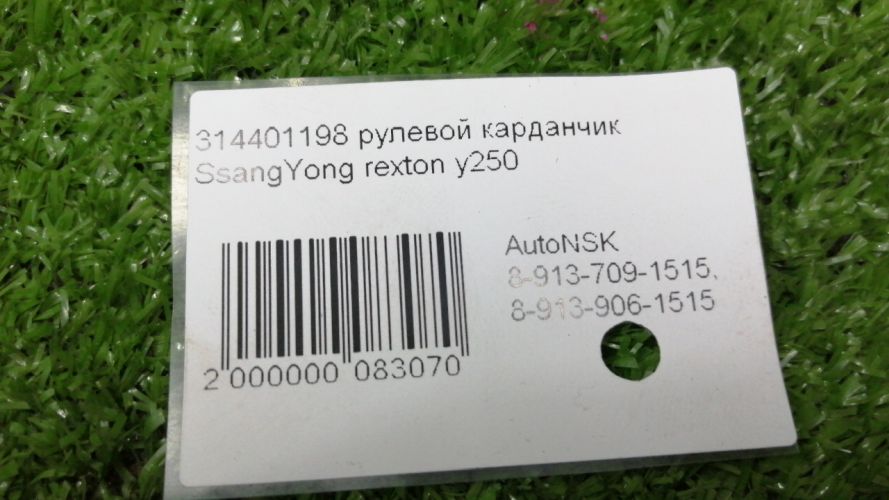 314401198 рулевой карданчик
SsangYong rexton y250
AutoNSK
8-913-709-1515,
8-913-906-1515
2 000000 083070